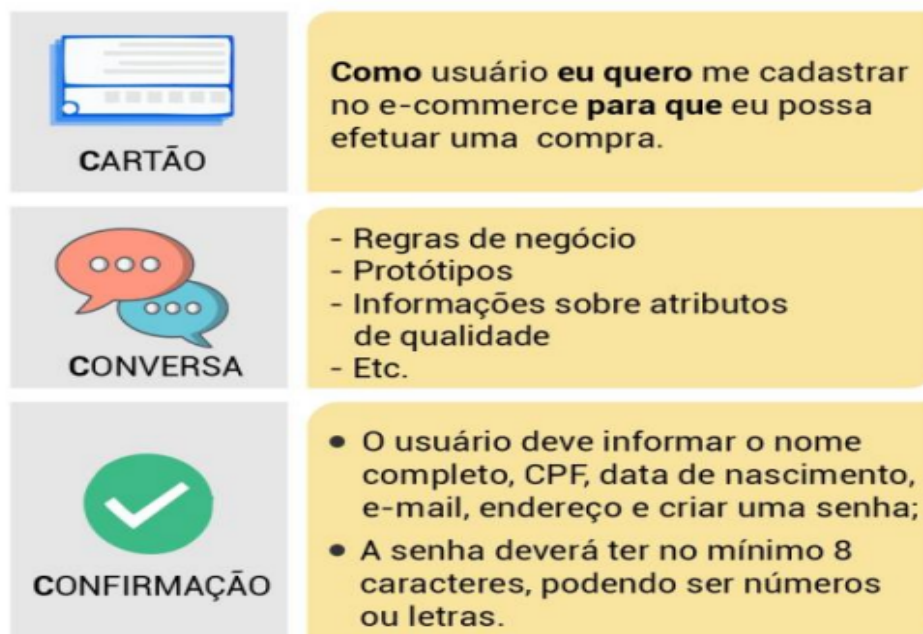 CARTÃO
Como usuário eu quero me cadastrar
no e-commerce para que eu possa
efetuar uma compra.
CONVERSA
- Regras de negócio
- Protótipos
- Informações sobre atributos
de qualidade
- Etc.
CONFIRMAÇÃO
• O usuário deve informar o nome
completo, CPF, data de nascimento,
e-mail, endereço e criar uma senha;
• A senha deverá ter no mínimo 8
caracteres, podendo ser números
ou letras.